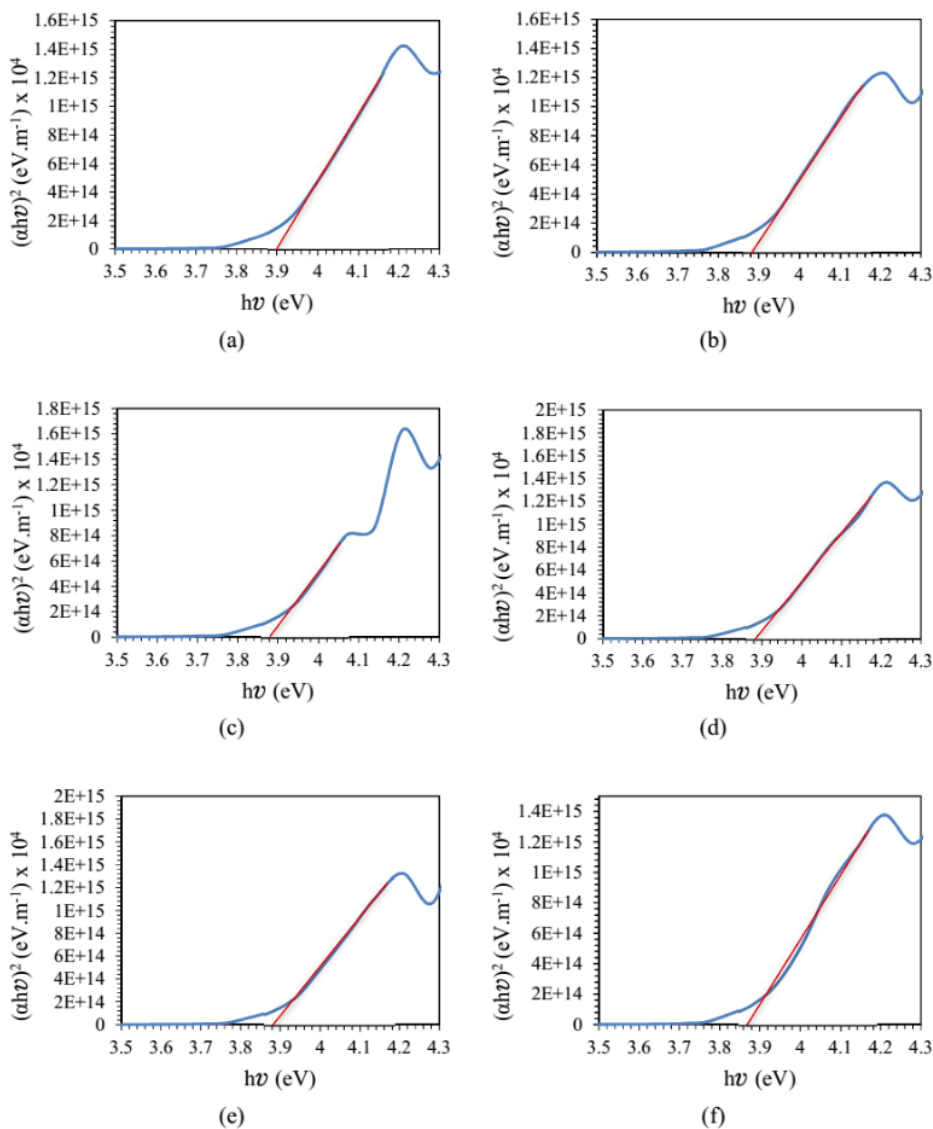 (αhυ)² (eV.m⁻¹) x 10⁴
1.6E+15
1.4E+15
1.2E+15
1E+15
8E+14
6E+14
4E+14
2E+14
0
3.5 3.6 3.7 3.8 3.9 4 4.1 4.2 4.3
hυ (eV)
(a)
(αhυ)² (eV.m⁻¹) x 10⁴
1.6E+15
1.4E+15
1.2E+15
1E+15
8E+14
6E+14
4E+14
2E+14
0
3.5 3.6 3.7 3.8 3.9 4 4.1 4.2 4.3
hυ (eV)
(b)
(αhυ)² (eV.m⁻¹) x 10⁴
1.8E+15
1.6E+15
1.4E+15
1.2E+15
1E+15
8E+14
6E+14
4E+14
2E+14
0
3.5 3.6 3.7 3.8 3.9 4 4.1 4.2 4.3
hυ (eV)
(c)
(αhυ)² (eV.m⁻¹) x 10⁴
2E+15
1.8E+15
1.6E+15
1.4E+15
1.2E+15
1E+15
8E+14
6E+14
4E+14
2E+14
0
3.5 3.6 3.7 3.8 3.9 4 4.1 4.2 4.3
hυ (eV)
(d)
(αhυ)² (eV.m⁻¹) x 10⁴
2E+15
1.8E+15
1.6E+15
1.4E+15
1.2E+15
1E+15
8E+14
6E+14
4E+14
2E+14
0
3.5 3.6 3.7 3.8 3.9 4 4.1 4.2 4.3
hυ (eV)
(e)
(αhυ)² (eV.m⁻¹) x 10⁴
1.4E+15
1.2E+15
1E+15
8E+14
6E+14
4E+14
2E+14
0
3.5 3.6 3.7 3.8 3.9 4 4.1 4.2 4.3
hυ (eV)
(f)